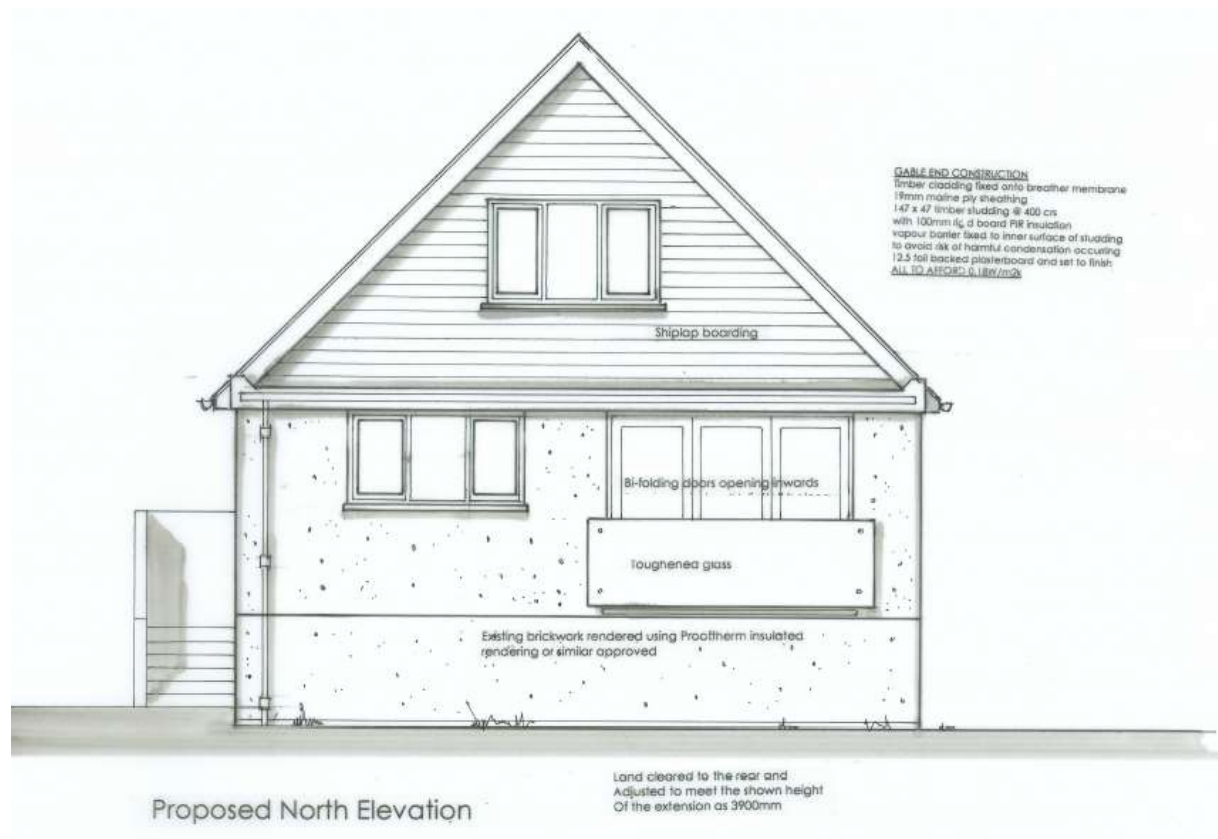 GABLE END CONSTRUCTION
Timber cladding fixed onto breather membrane
19mm marine ply sheathing
147 x 47 timber studding @ 400 crs
with 100mm rig d board PIR insulation
vapour barrier fixed to inner surface of studding
to avoid risk of harmful condensation occurring
12.5 foil backed plasterboard and set to finish
ALL TO AFFORD 0.18W/m2k
Shiplap boarding
Bi-folding doors opening inwards
Toughened glass
Existing brickwork rendered using Prooftherm insulated
rendering or similar approved
Land cleared to the rear and
Adjusted to meet the shown height
Of the extension as 3900mm
Proposed North Elevation